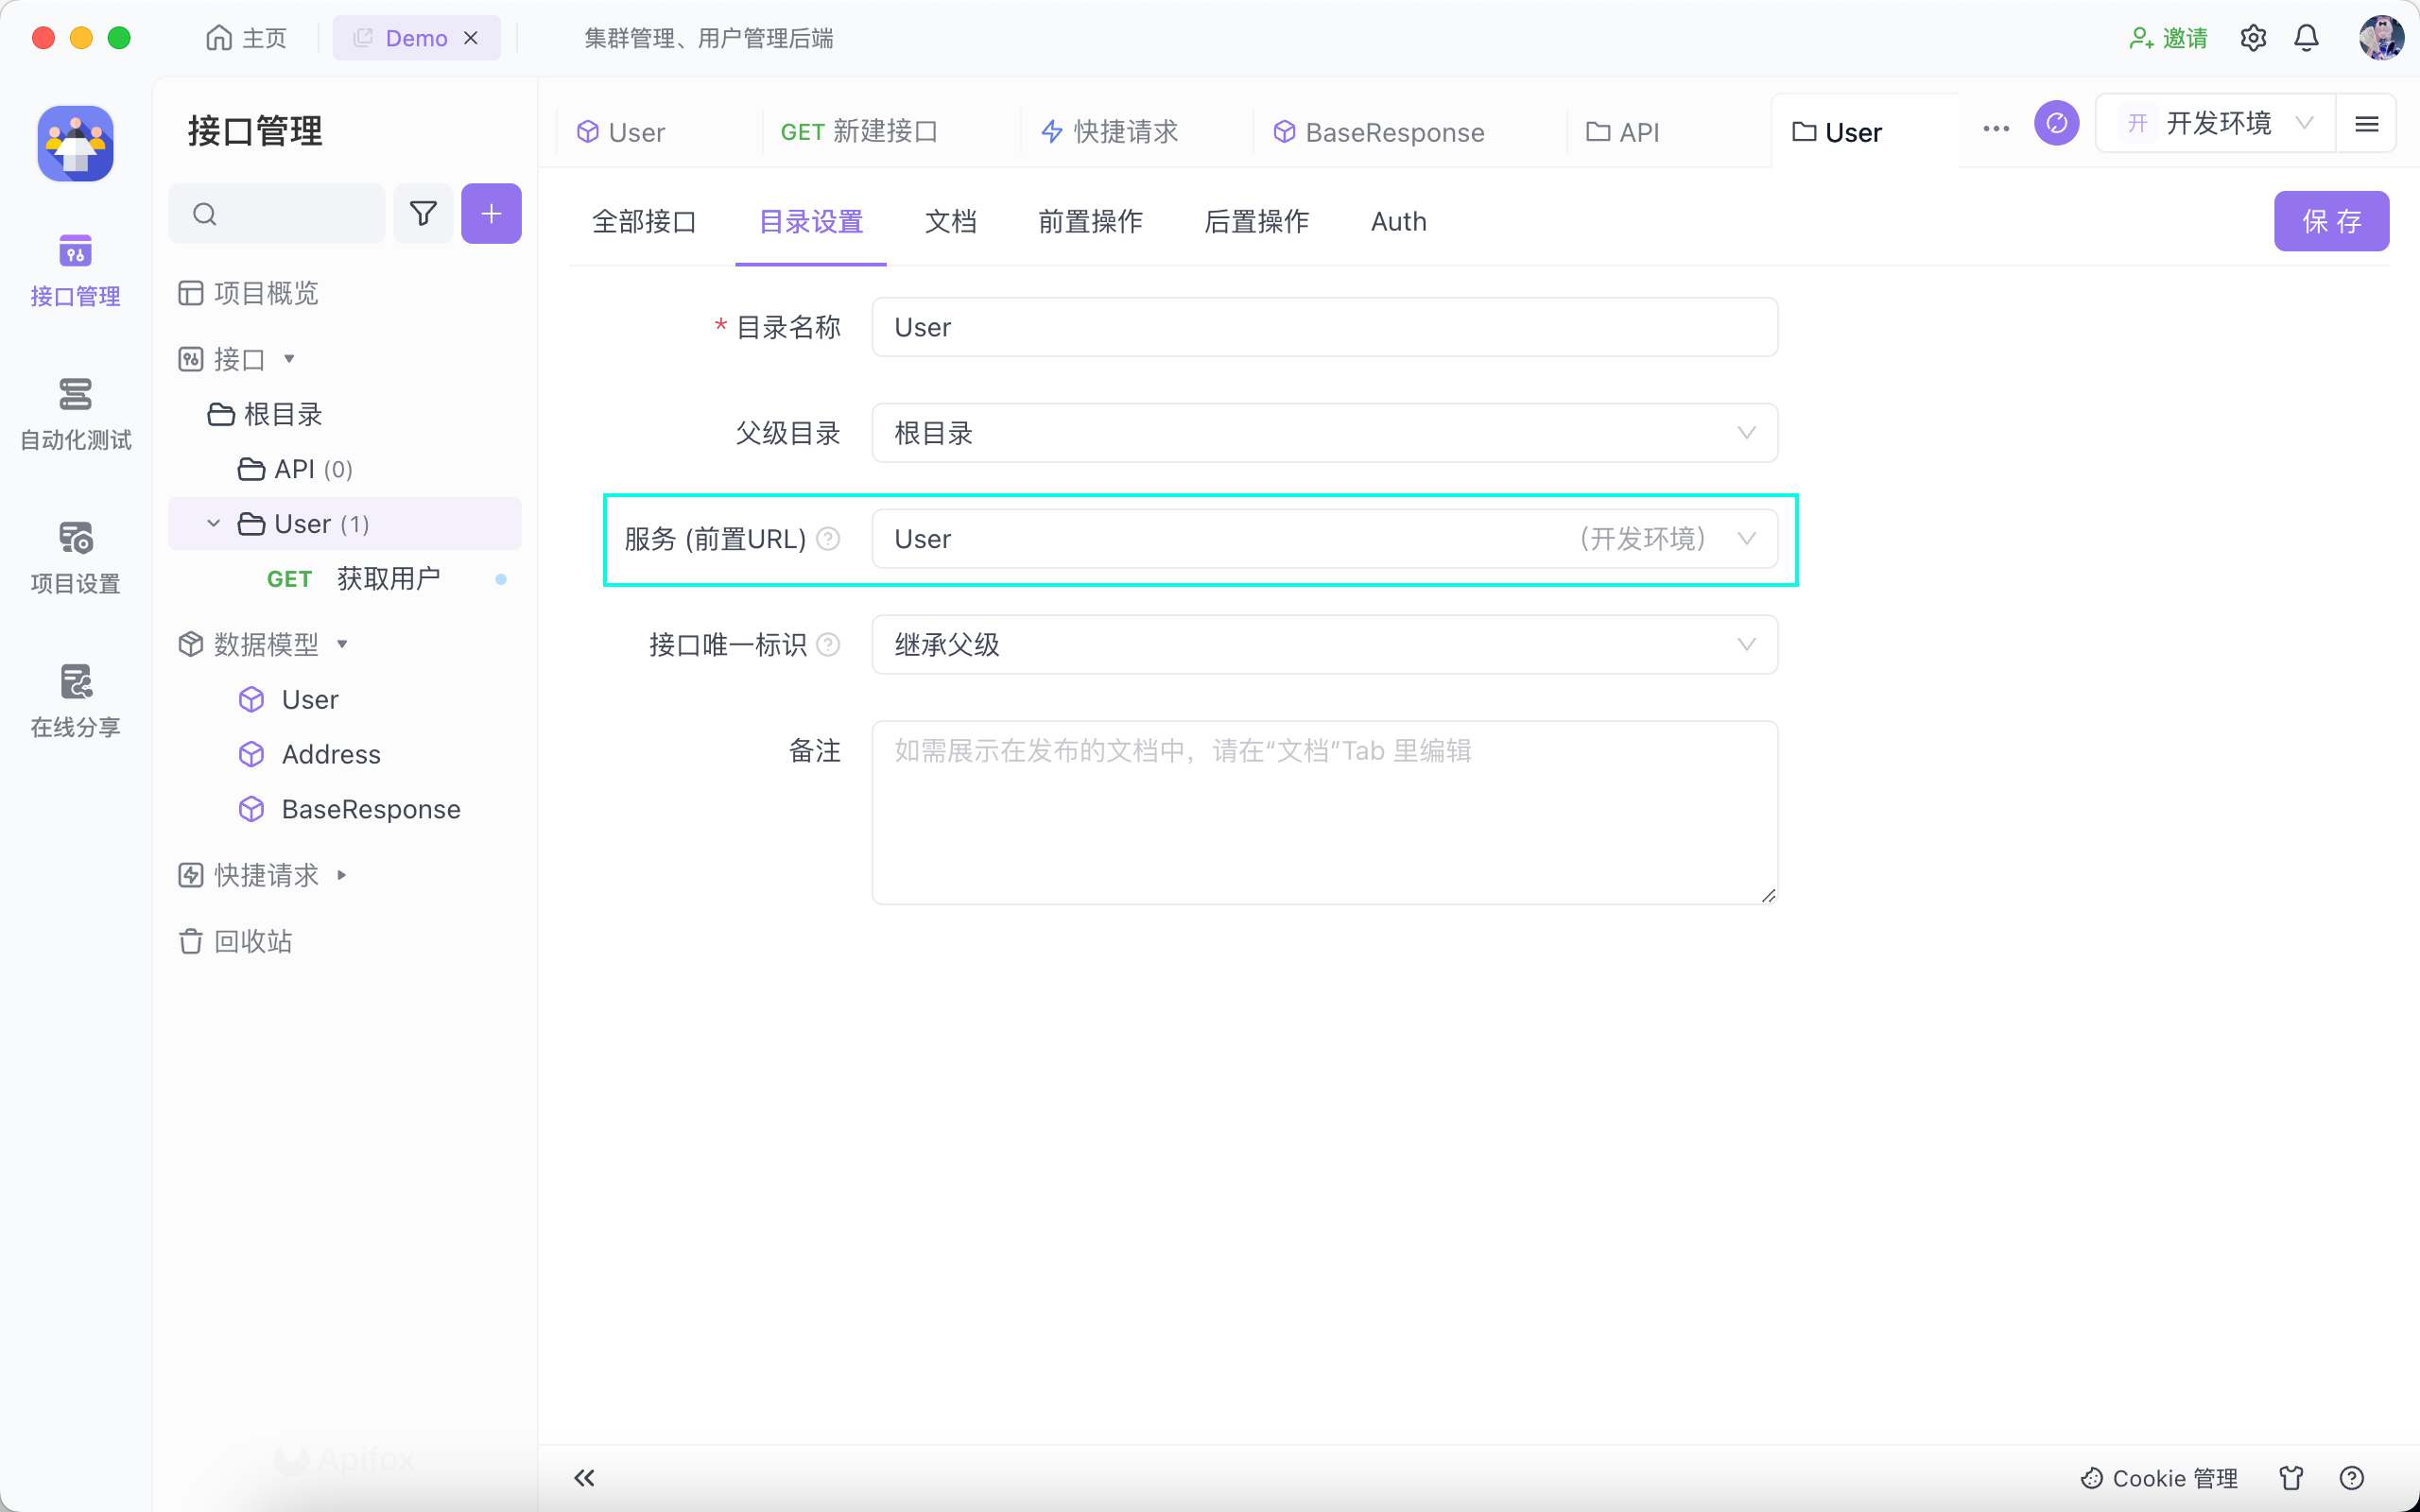 主页
Demo
集群管理、用户管理后端
邀请
接口管理
自动化测试
项目设置
在线分享
接口管理
项目概览
接口
根目录
API (0)
User (1)
GET 获取用户
数据模型
User
Address
BaseResponse
快捷请求
回收站
Apifox
User
GET 新建接口
快捷请求
BaseResponse
API
User
开 开发环境
全部接口 目录设置 文档 前置操作 后置操作 Auth
保 存
* 目录名称 User
父级目录 根目录
服务 (前置URL) User (开发环境)
接口唯一标识 继承父级
备注 如需展示在发布的文档中，请在“文档”Tab 里编辑
Cookie 管理